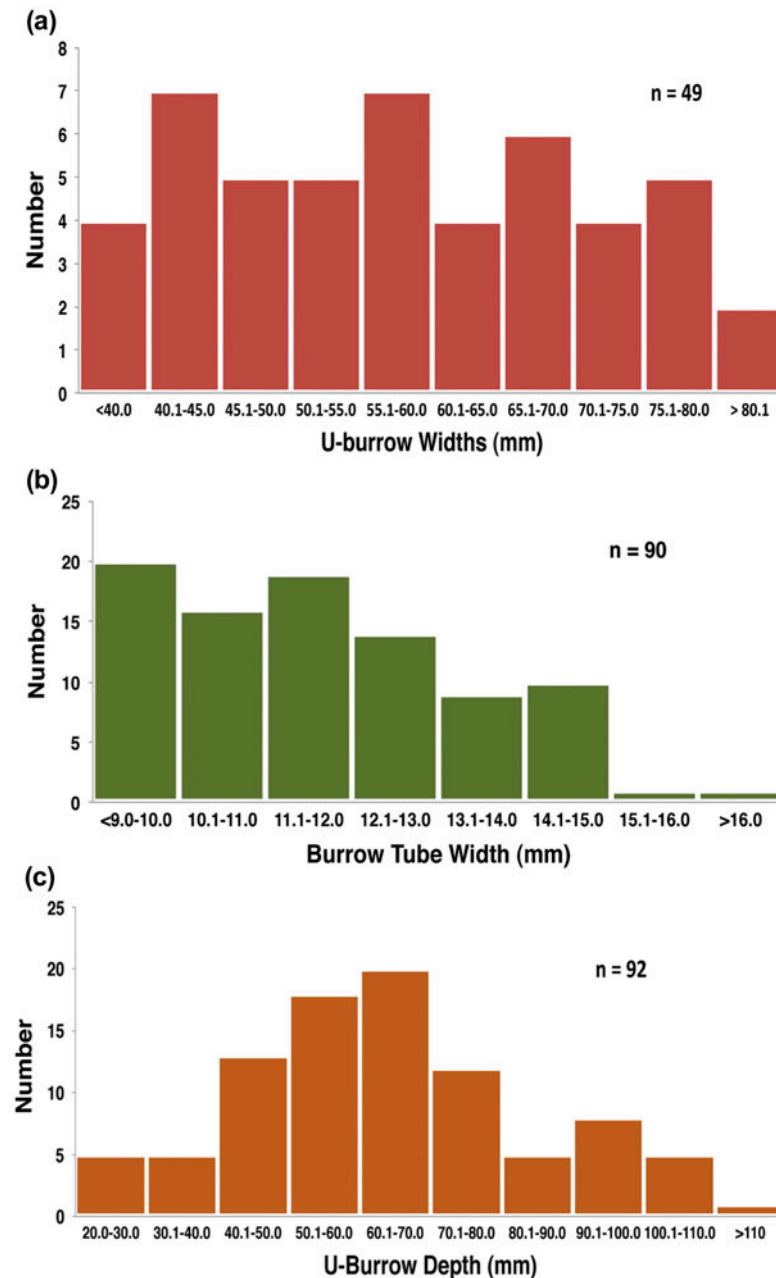 (a)
8
7
6
5
4
3
2
1
0
Number
n = 49
<40.0 40.1-45.0 45.1-50.0 50.1-55.0 55.1-60.0 60.1-65.0 65.1-70.0 70.1-75.0 75.1-80.0 > 80.1
U-burrow Widths (mm)
(b)
25
20
15
10
5
0
Number
n = 90
<9.0-10.0 10.1-11.0 11.1-12.0 12.1-13.0 13.1-14.0 14.1-15.0 15.1-16.0 >16.0
Burrow Tube Width (mm)
(c)
25
20
15
10
5
0
Number
n = 92
20.0-30.0 30.1-40.0 40.1-50.0 50.1-60.0 60.1-70.0 70.1-80.0 80.1-90.0 90.1-100.0 100.1-110.0 >110
U-Burrow Depth (mm)